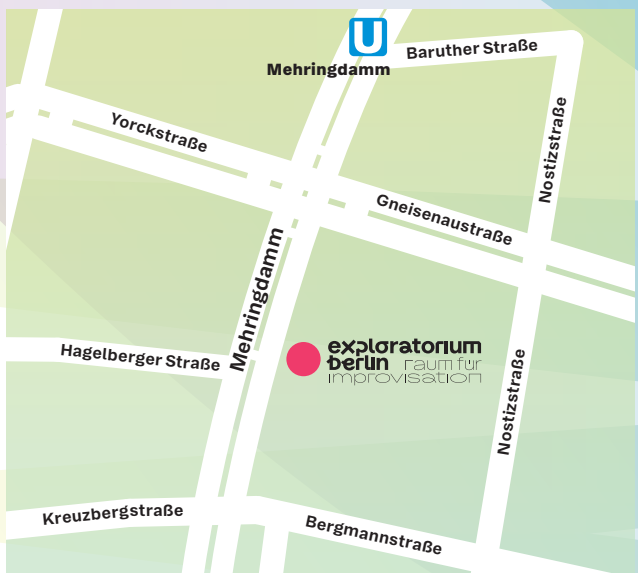 U
Mehringdamm
Baruther Straße
Yorckstraße
Nostizstraße
Gneisenaustraße
Mehringdamm
exploratorium
berlin raum für
improvisation
Hagelberger Straße
Nostizstraße
Kreuzbergstraße
Bergmannstraße